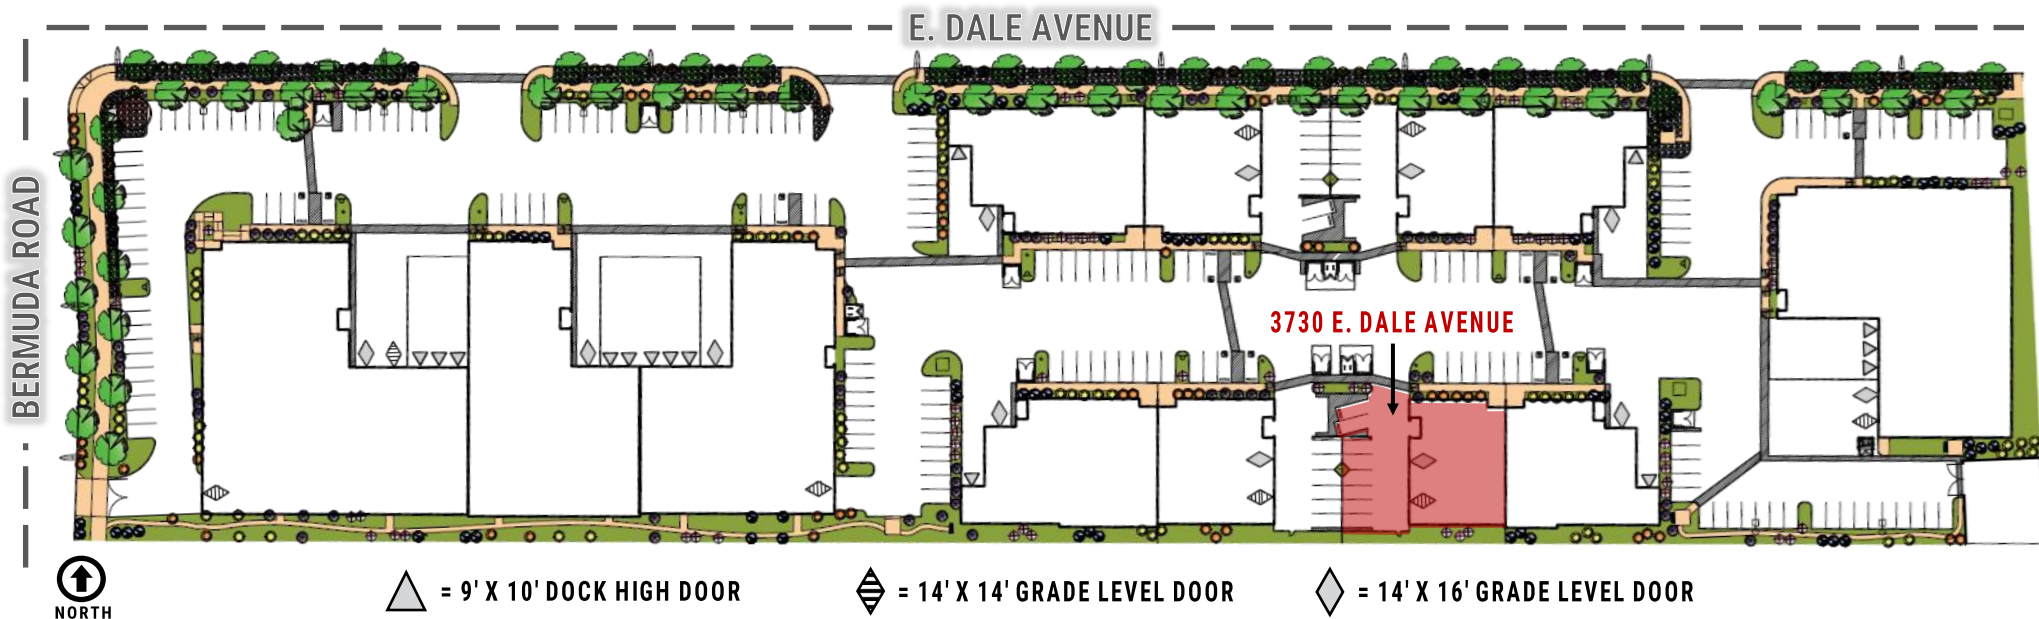 E. DALE AVENUE
BERMUDA ROAD
3730 E. DALE AVENUE
NORTH
= 9' X 10' DOCK HIGH DOOR
= 14' X 14' GRADE LEVEL DOOR
= 14' X 16' GRADE LEVEL DOOR